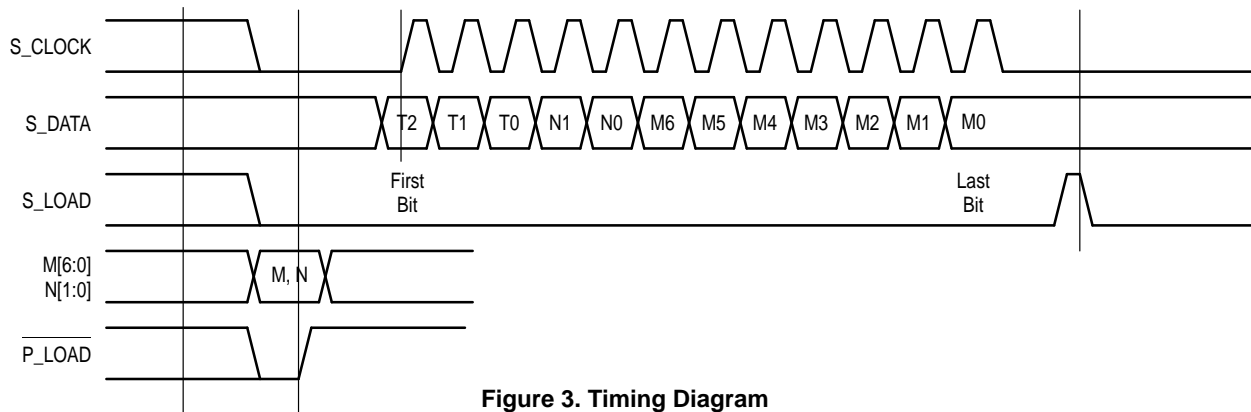 S_CLOCK
S_DATA
T2 T1 T0 N1 N0 M6 M5 M4 M3 M2 M1 M0
First
Bit
Last
Bit
S_LOAD
M[6:0]
N[1:0]
M, N
P_LOAD
Figure 3. Timing Diagram